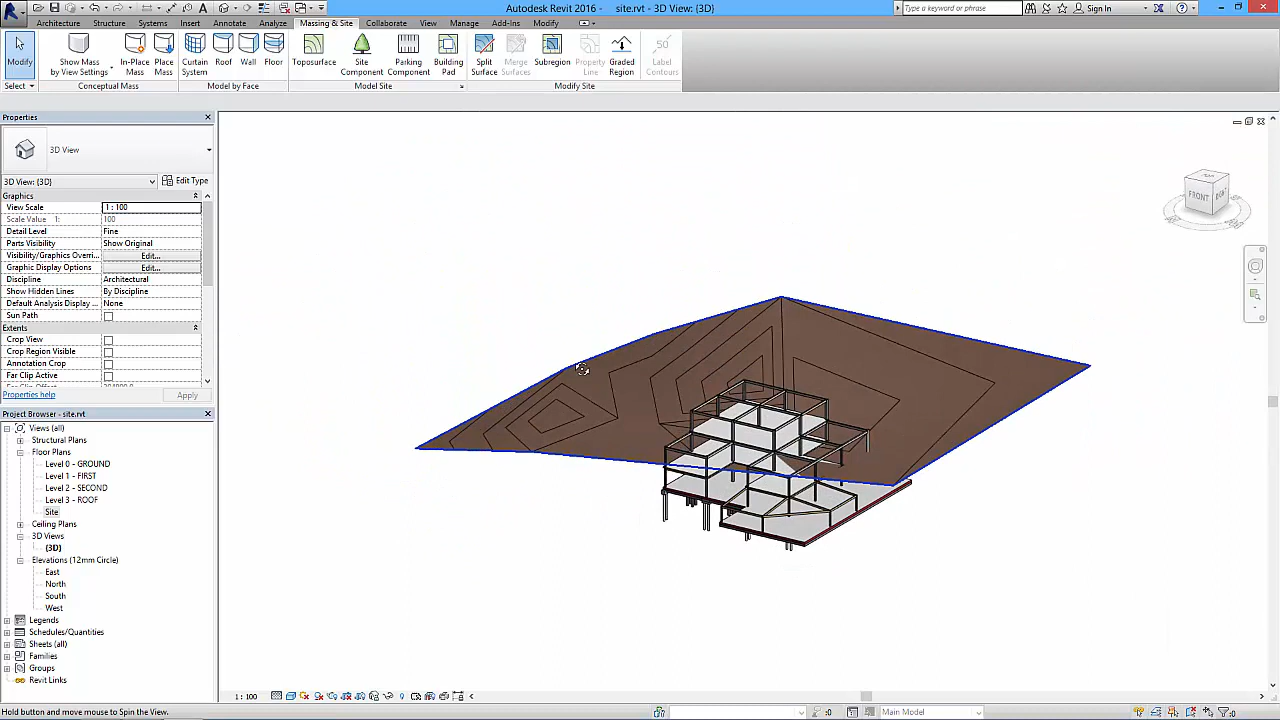 Autodesk Revit 2016 - site.rvt - 3D View: {3D}
Type a keyword or phrase
Sign In
Architecture Structure Systems Insert Annotate Analyze Massing & Site Collaborate View Manage Add-Ins Modify
Modify
Show Mass by View Settings
In-Place Mass
Place Mass
Curtain System
Roof
Wall
Floor
Toposurface
Site Component
Parking Component
Building Pad
Split Surface
Merge Surfaces
Subregion
Property Line
Graded Region
50
Label Contours
Select
Conceptual Mass
Model by Face
Model Site
Modify Site
Properties
3D View
3D View: {3D}
Edit Type
Graphics
View Scale 1 : 100
Scale Value 1: 100
Detail Level Fine
Parts Visibility Show Original
Visibility/Graphics Overri... Edit...
Graphic Display Options Edit...
Discipline Architectural
Show Hidden Lines By Discipline
Default Analysis Display ... None
Sun Path
Extents
Crop View
Crop Region Visible
Annotation Crop
Far Clip Active
Properties help
Apply
Project Browser - site.rvt
Views (all)
Structural Plans
Floor Plans
Level 0 - GROUND
Level 1 - FIRST
Level 2 - SECOND
Level 3 - ROOF
Site
Ceiling Plans
3D Views
{3D}
Elevations (12mm Circle)
East
North
South
West
Legends
Schedules/Quantities
Sheets (all)
Families
Groups
Revit Links
FRONT
1 : 100
Hold button and move mouse to Spin the View.
:0
Main Model
:0